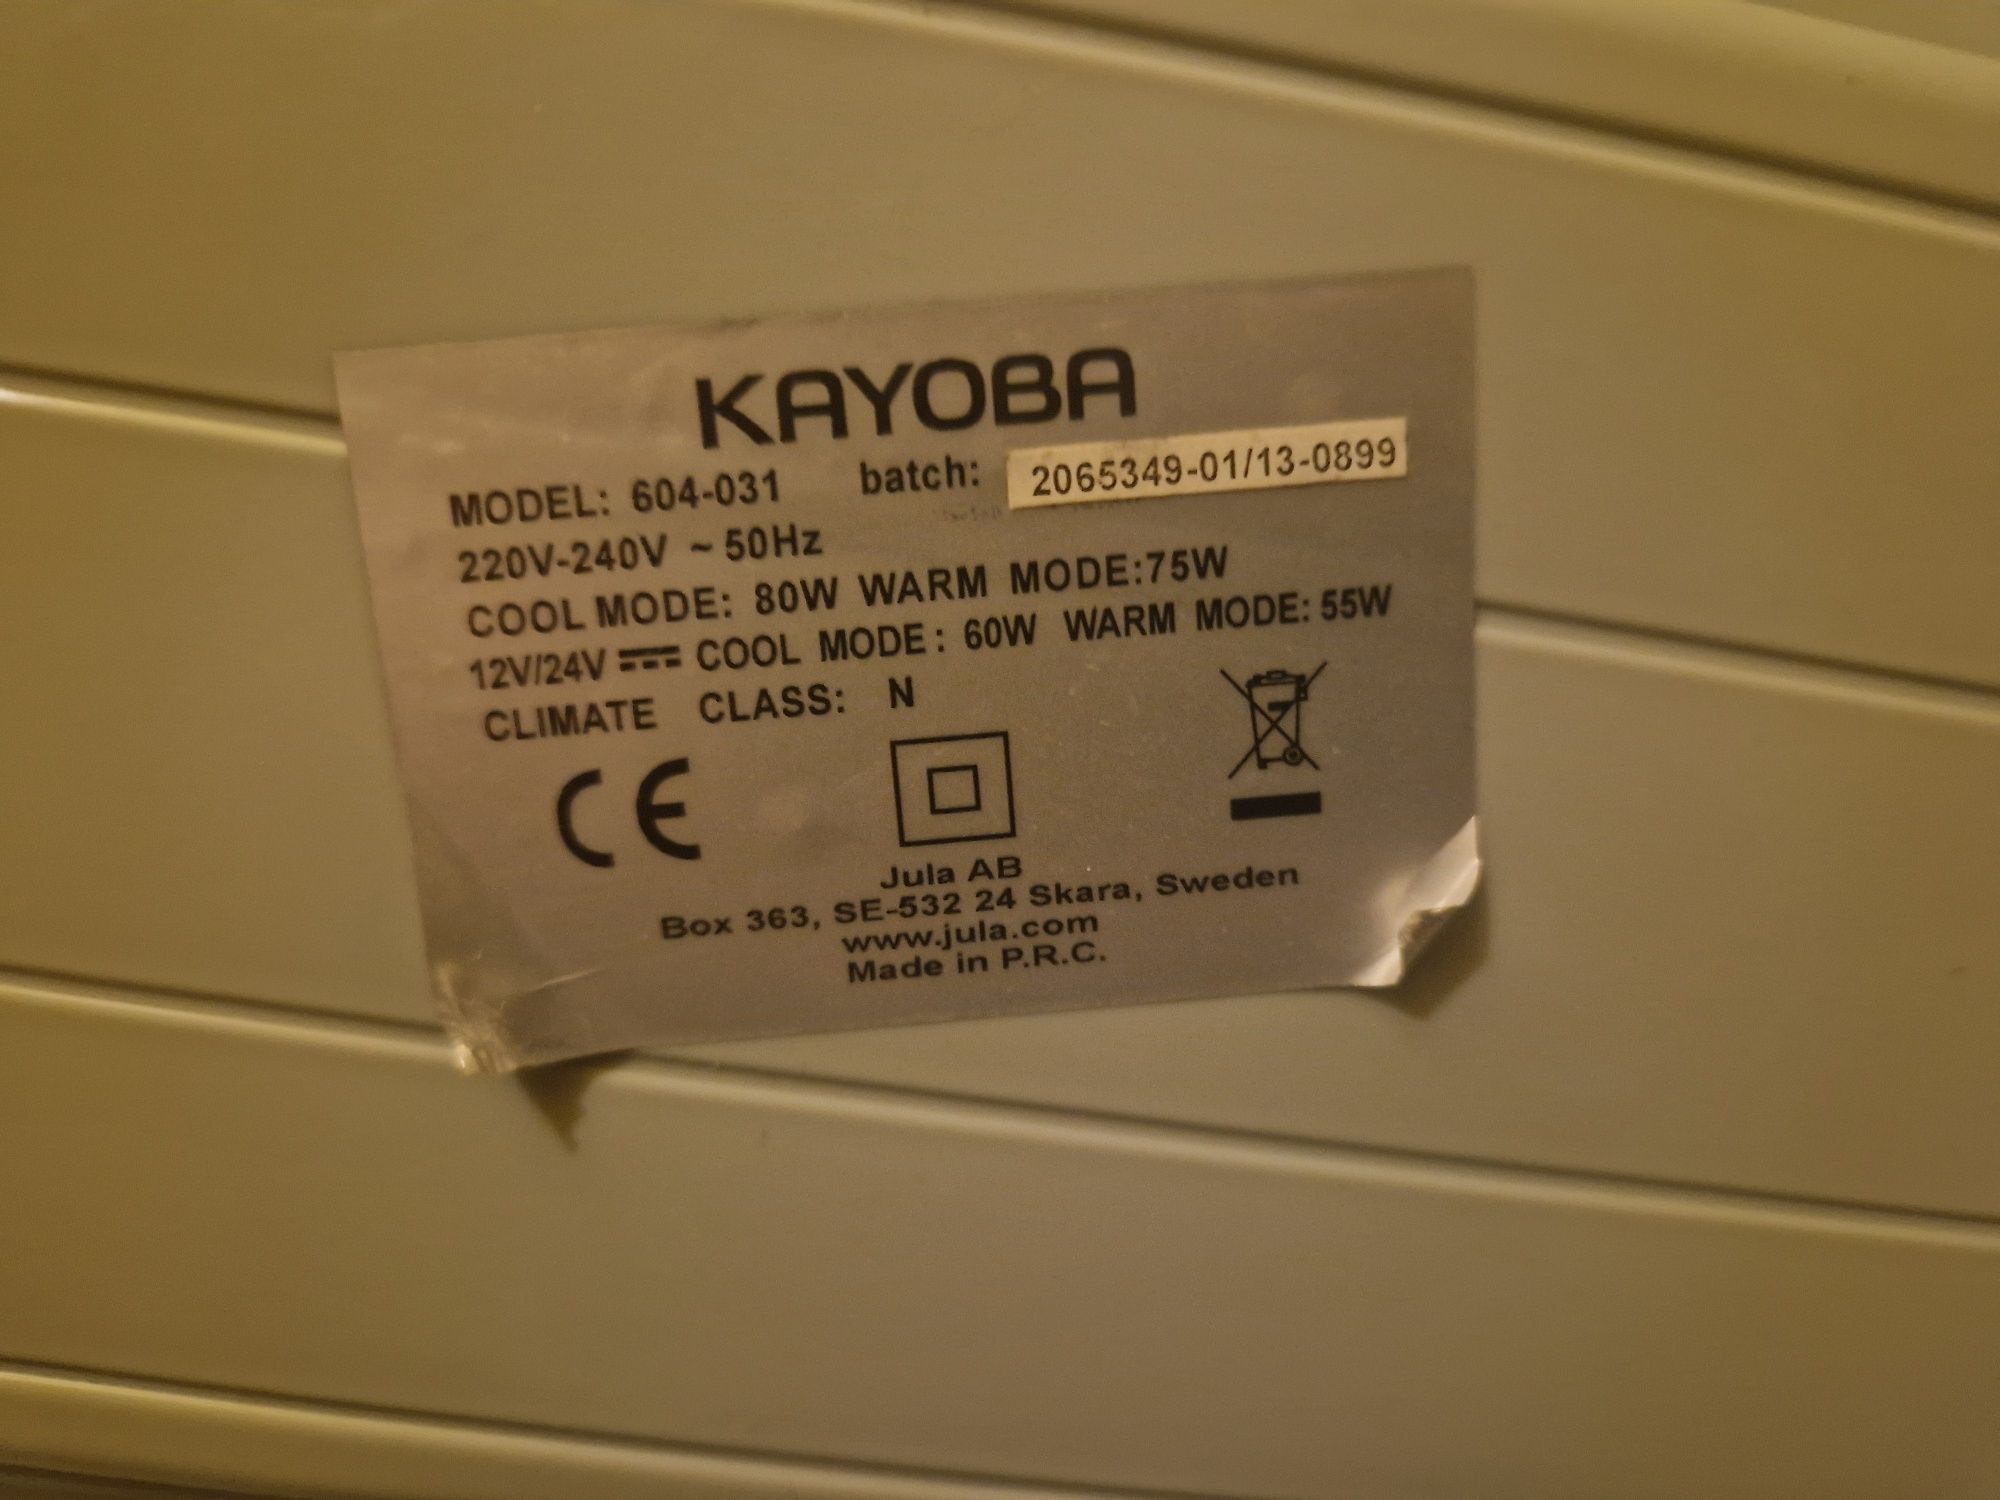 KAYOBA
MODEL: 604-031 batch: 2065349-01/13-0899
220V-240V ~ 50Hz
COOL MODE: 80W WARM MODE:75W
12V/24V ⎓ COOL MODE: 60W WARM MODE: 55W
CLIMATE CLASS: N
CE
Jula AB
Box 363, SE-532 24 Skara, Sweden
www.jula.com
Made in P.R.C.